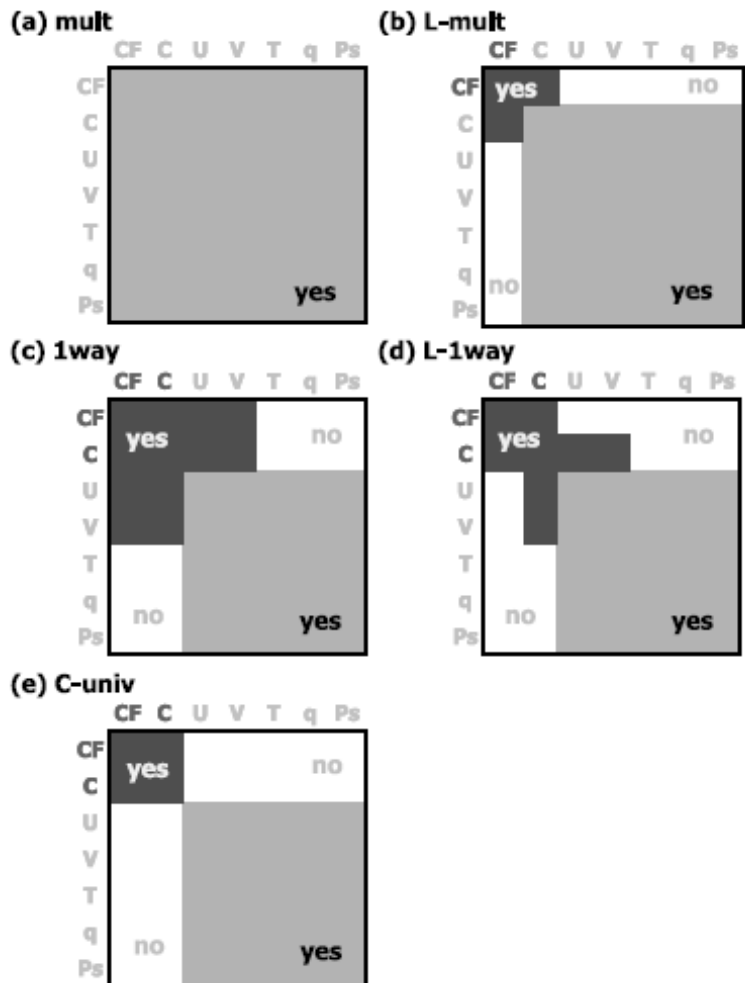 (a) mult
CF C U V T q Ps
CF
C
U
V
T
q
Ps
yes
(b) L-mult
CF C U V T q Ps
CF
C
U
V
T
q
Ps
yes
no
no
yes
(c) 1way
CF C U V T q Ps
CF
C
U
V
T
q
Ps
yes
no
no
yes
(d) L-1way
CF C U V T q Ps
CF
C
U
V
T
q
Ps
yes
no
no
yes
(e) C-univ
CF C U V T q Ps
CF
C
U
V
T
q
Ps
yes
no
no
yes